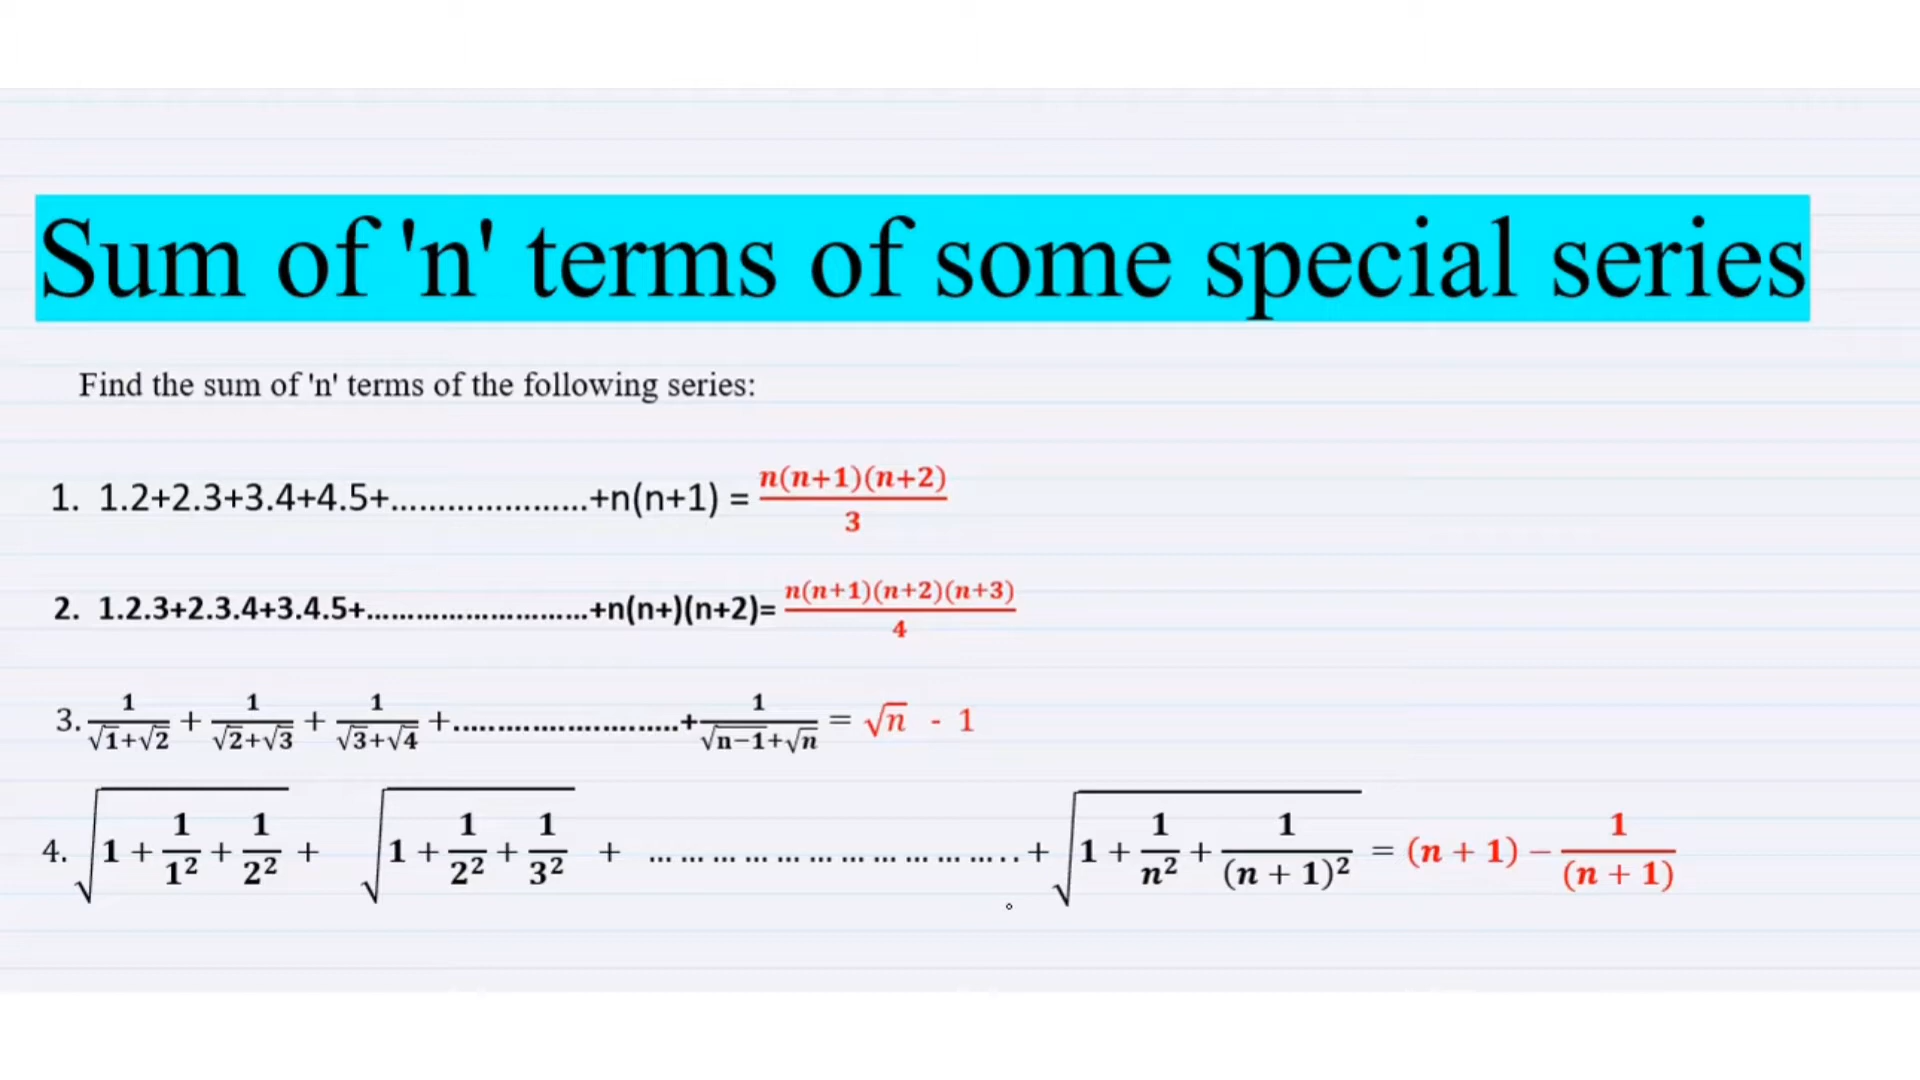 Sum of 'n' terms of some special series
Find the sum of 'n' terms of the following series:
1. 1.2+2.3+3.4+4.5+.....................+n(n+1) = n(n+1)(n+2)/3
2. 1.2.3+2.3.4+3.4.5+...........................+n(n+)(n+2)= n(n+1)(n+2)(n+3)/4
3. 1/(√1+√2) + 1/(√2+√3) + 1/(√3+√4) +..........................+ 1/(√n−1+√n) = √n - 1
4. √(1 + 1/1² + 1/2²) + √(1 + 1/2² + 1/3²) + ... ... ... ... ... ... ... ... ... ... ... .. + √(1 + 1/n² + 1/(n + 1)²) = (n + 1) − 1/(n + 1)